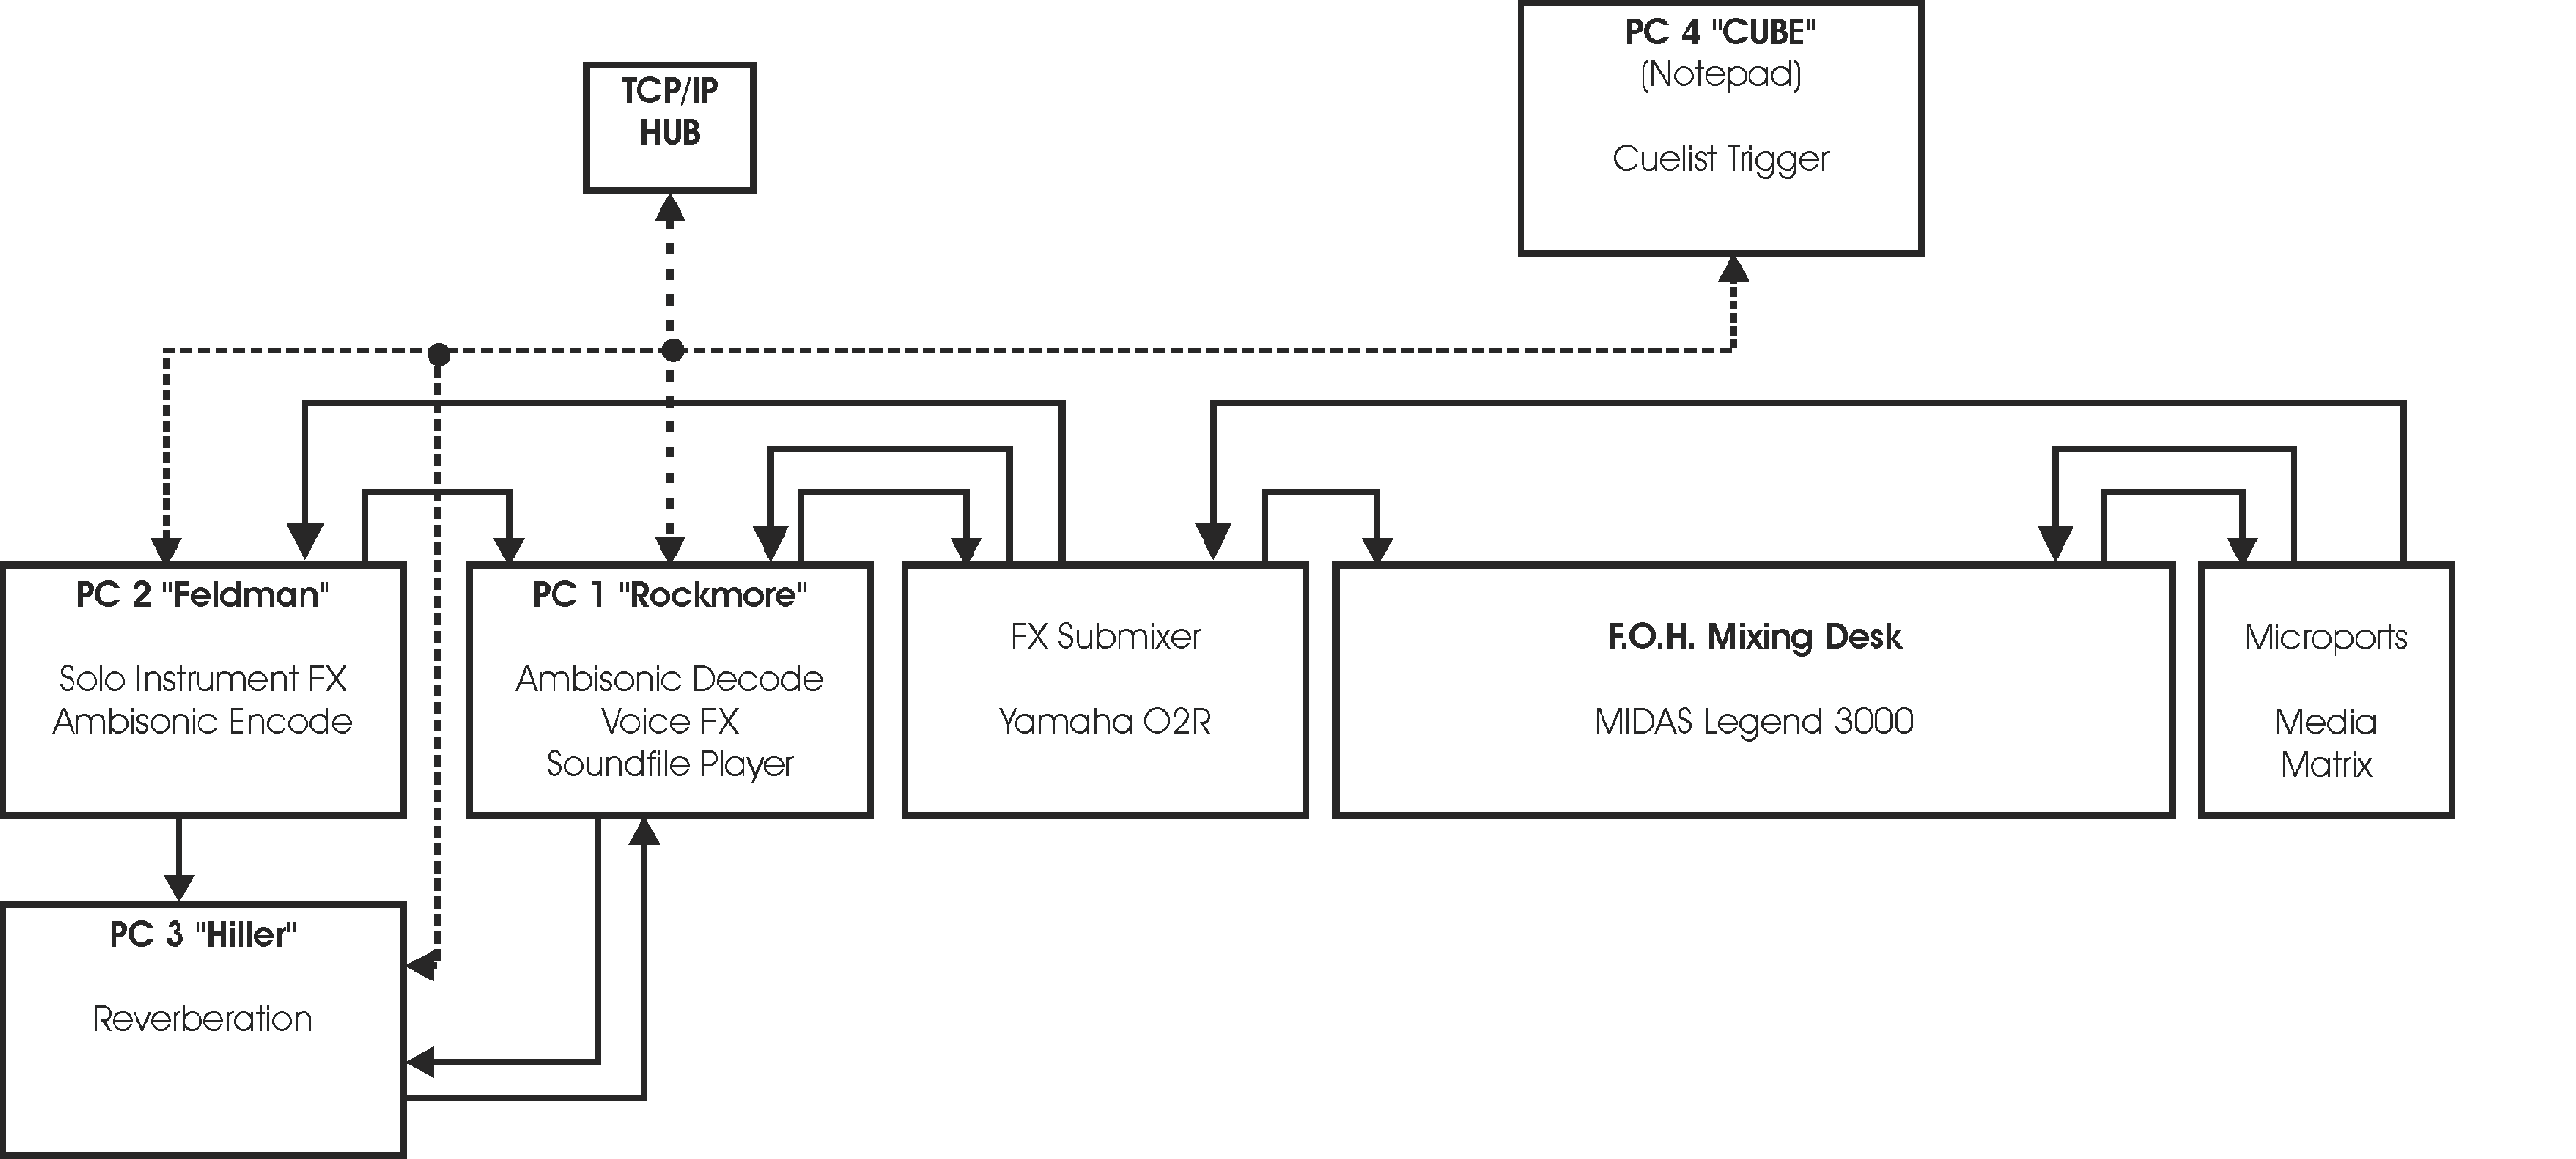 PC 4 "CUBE"
(Notepad)
Cuelist Trigger
TCP/IP
HUB
PC 2 "Feldman"
Solo Instrument FX
Ambisonic Encode
PC 1 "Rockmore"
Ambisonic Decode
Voice FX
Soundfile Player
FX Submixer
Yamaha O2R
F.O.H. Mixing Desk
MIDAS Legend 3000
Microports
Media
Matrix
PC 3 "Hiller"
Reverberation